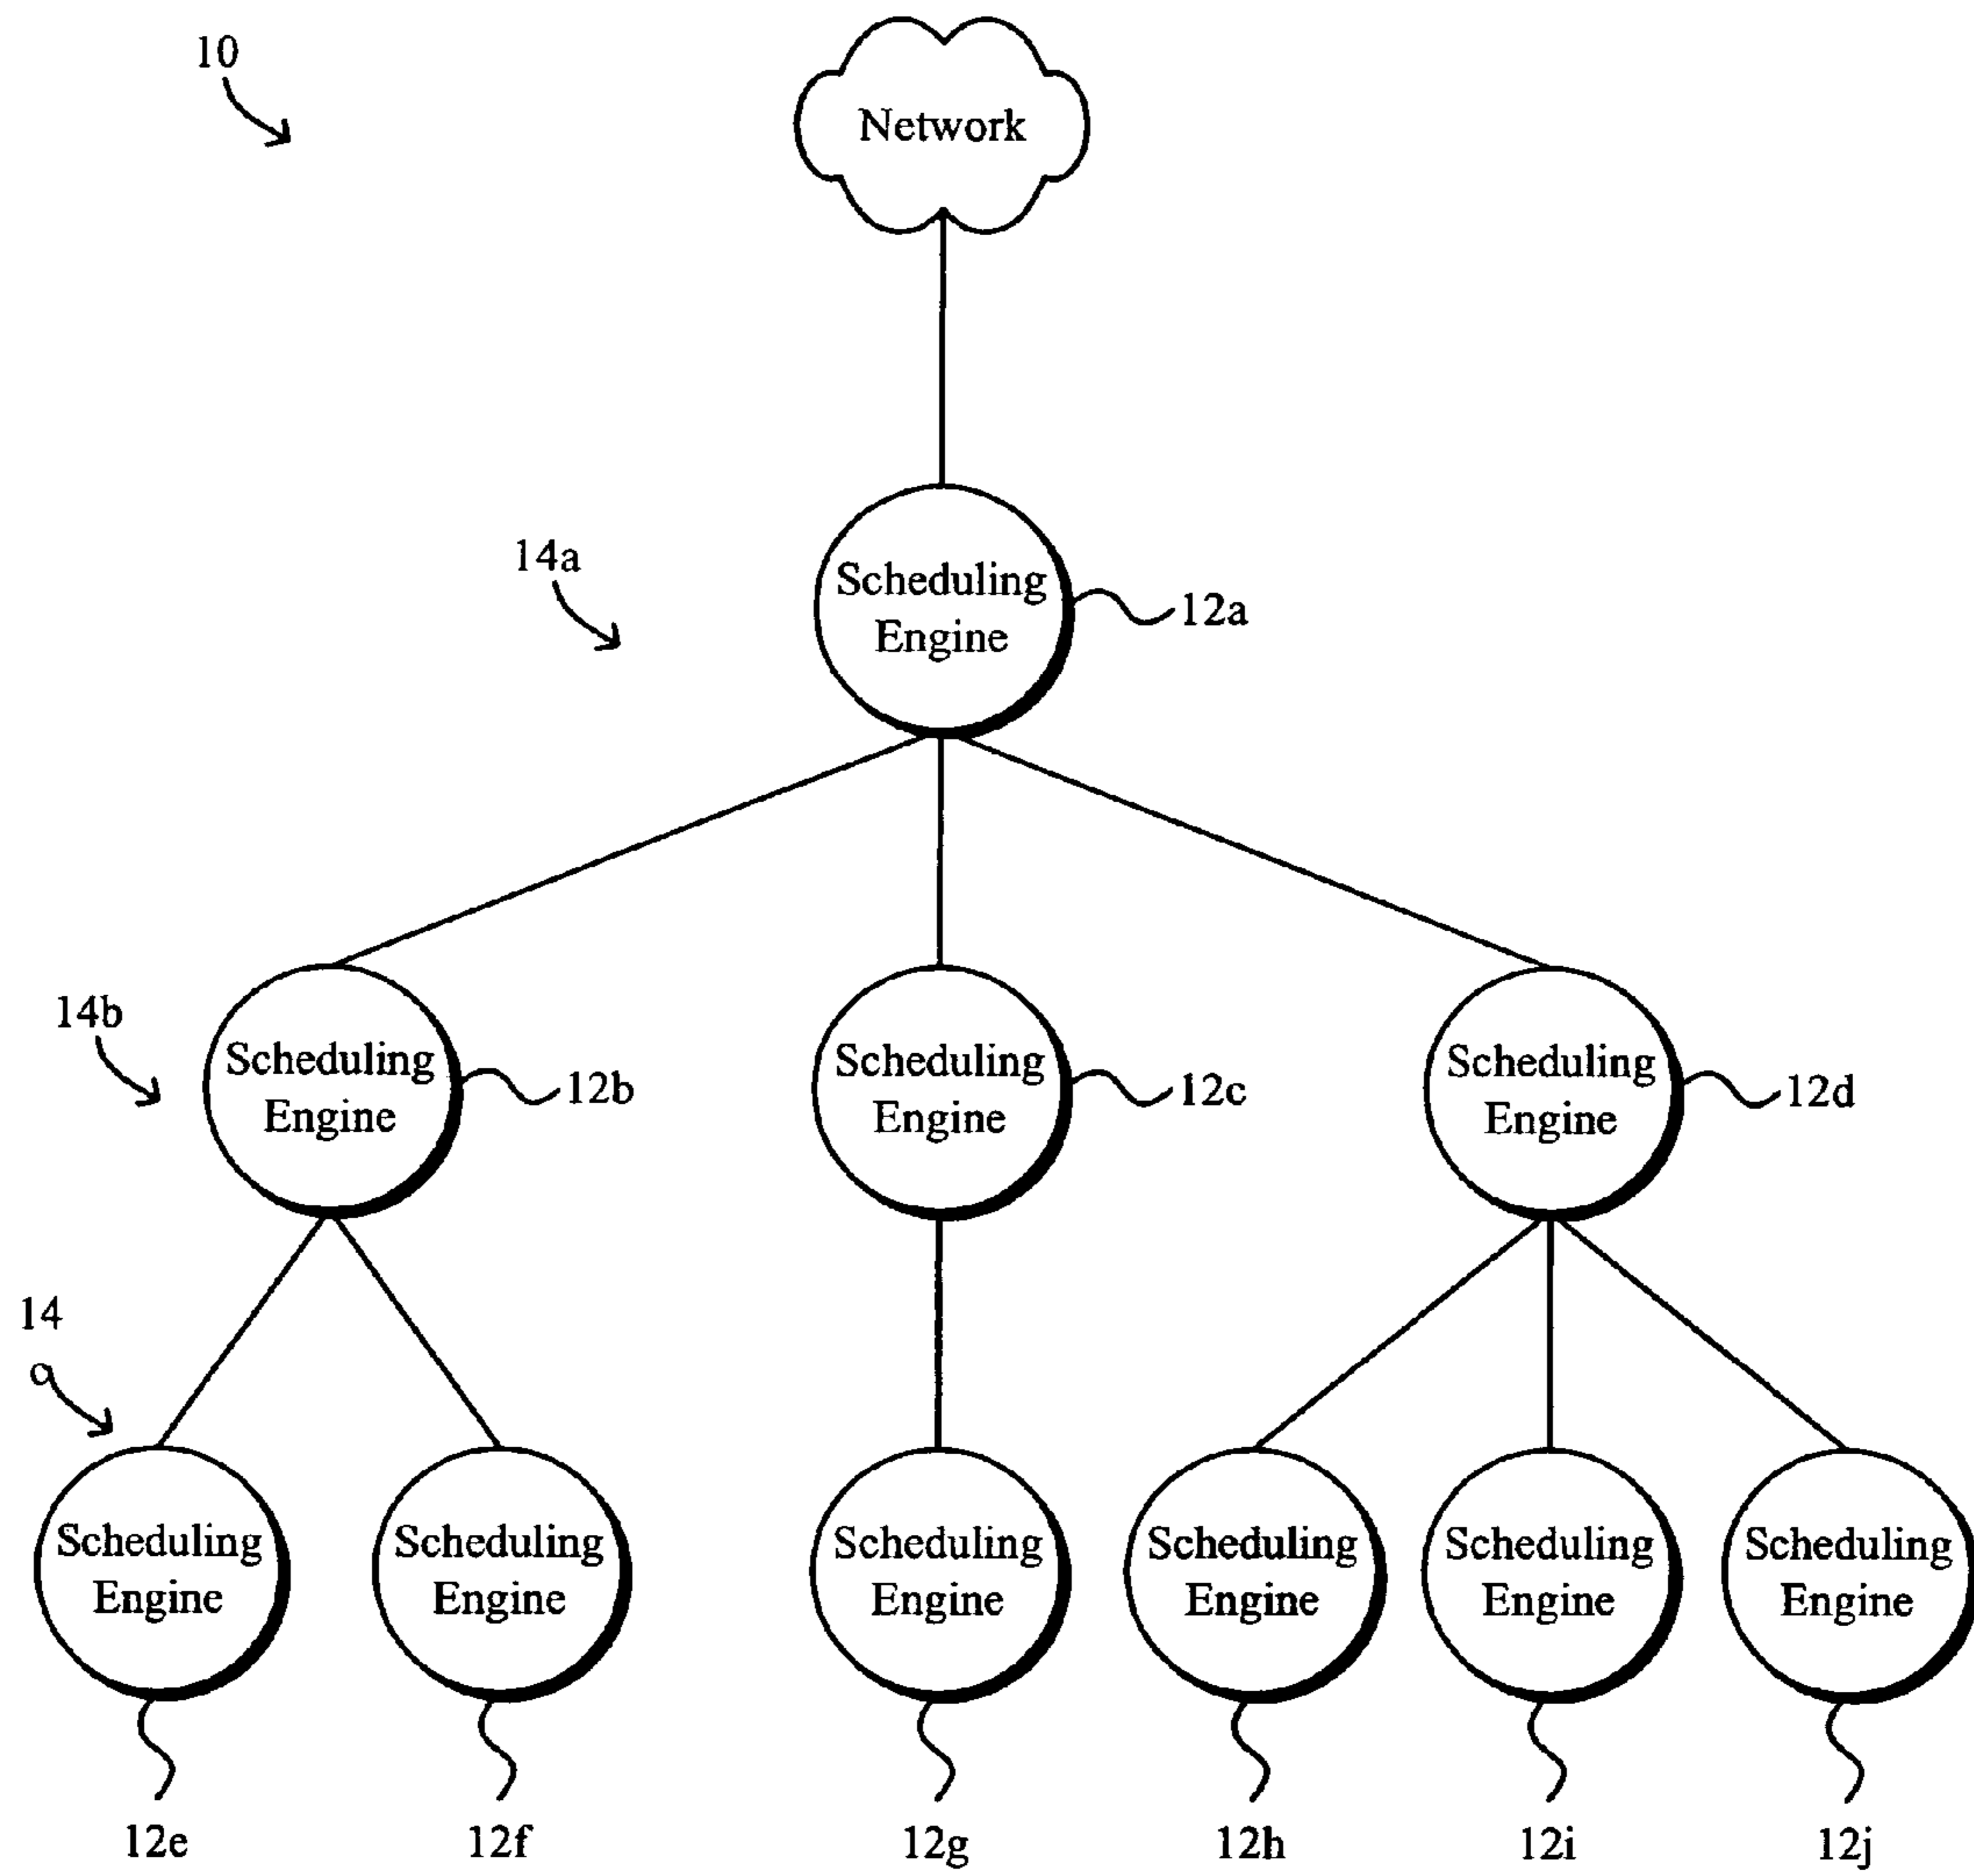 10
Network
14a
Scheduling
Engine
12a
14b
Scheduling
Engine
12b
Scheduling
Engine
12c
Scheduling
Engine
12d
14
c
Scheduling
Engine
Scheduling
Engine
Scheduling
Engine
Scheduling
Engine
Scheduling
Engine
Scheduling
Engine
12e
12f
12g
12h
12i
12j